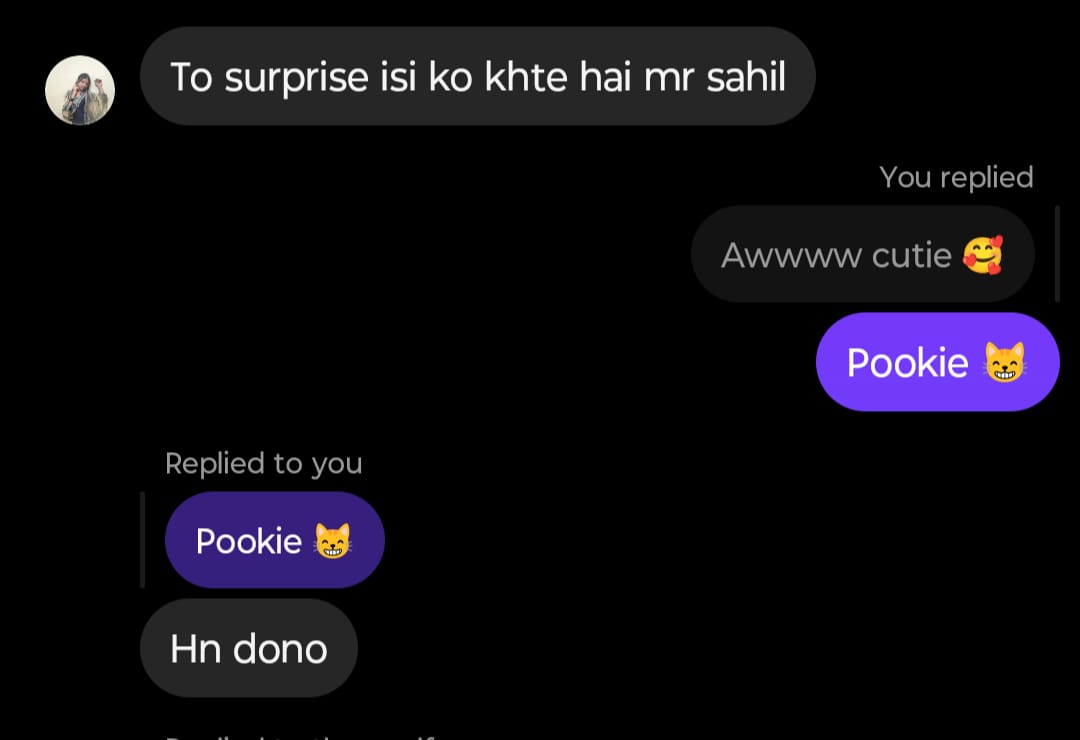 To surprise isi ko khte hai mr sahil
You replied
Awwww cutie 🥰
Pookie 😸
Replied to you
Pookie 😸
Hn dono